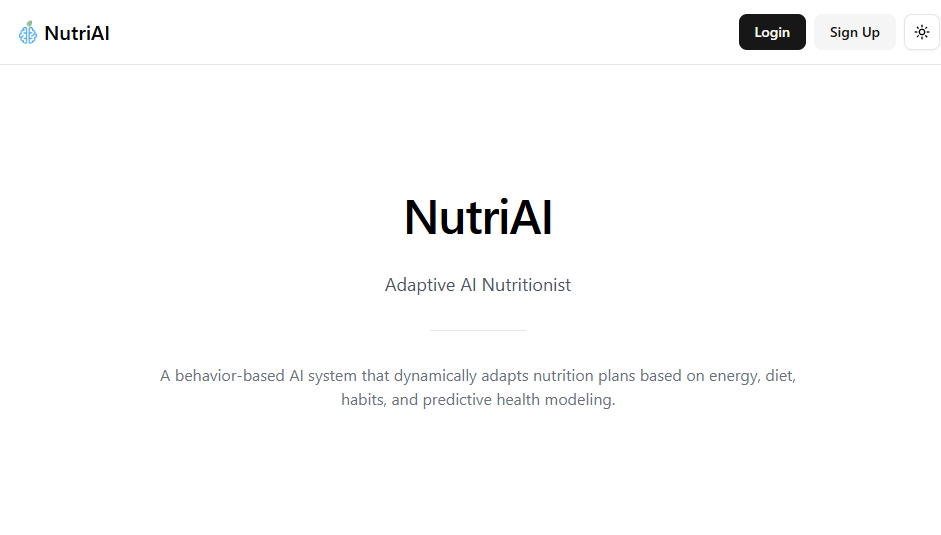 NutriAI
Login
Sign Up
NutriAI
Adaptive AI Nutritionist
A behavior-based AI system that dynamically adapts nutrition plans based on energy, diet,
habits, and predictive health modeling.